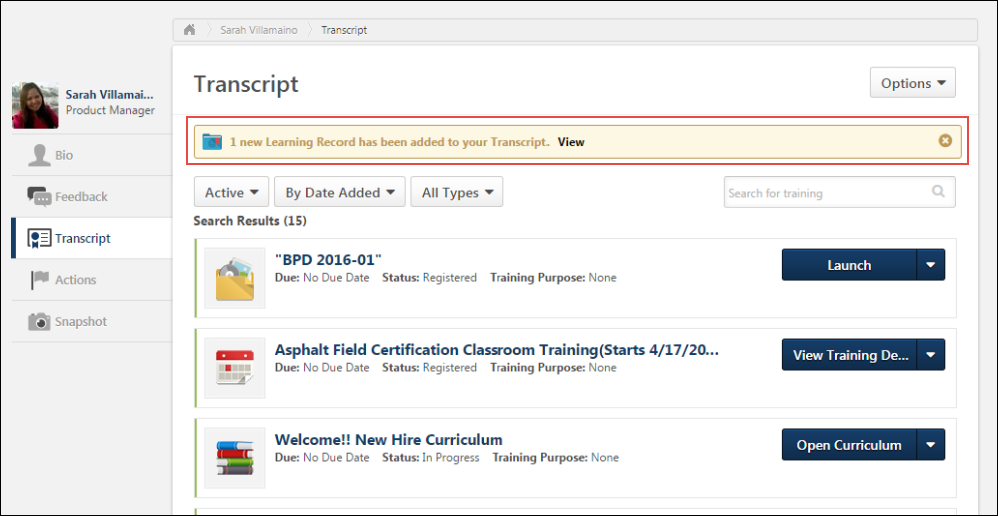 Sarah Villamaino Transcript
Sarah Villamai...
Product Manager
Bio
Feedback
Transcript
Actions
Snapshot
Transcript
Options
1 new Learning Record has been added to your Transcript. View
Active By Date Added All Types Search for training
Search Results (15)
"BPD 2016-01"
Due: No Due Date Status: Registered Training Purpose: None
Launch
Asphalt Field Certification Classroom Training(Starts 4/17/20...
Due: No Due Date Status: Registered Training Purpose: None
View Training De...
Welcome!! New Hire Curriculum
Due: No Due Date Status: In Progress Training Purpose: None
Open Curriculum